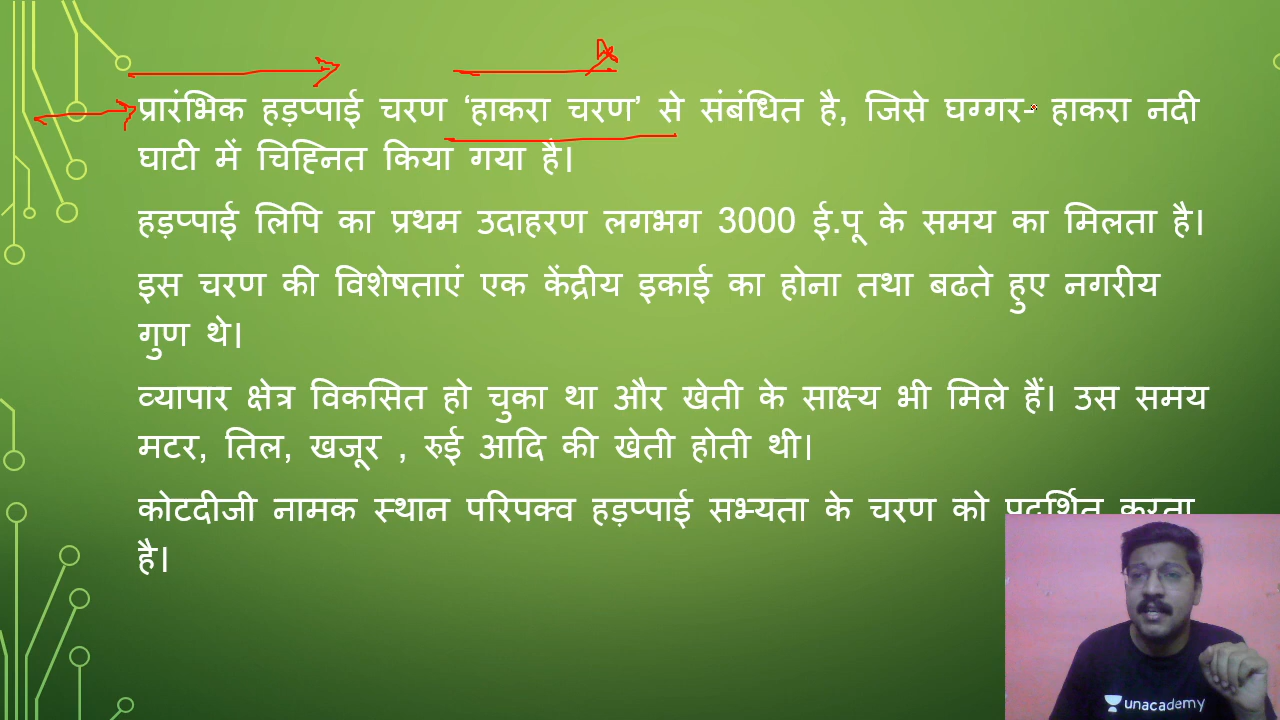 प्रारंभिक हड़प्पाई चरण ‘हाकरा चरण’ से संबंधित है, जिसे घग्गर- हाकरा नदी
घाटी में चिह्नित किया गया है।
हड़प्पाई लिपि का प्रथम उदाहरण लगभग 3000 ई.पू के समय का मिलता है।
इस चरण की विशेषताएं एक केंद्रीय इकाई का होना तथा बढते हुए नगरीय
गुण थे।
व्यापार क्षेत्र विकसित हो चुका था और खेती के साक्ष्य भी मिले हैं। उस समय
मटर, तिल, खजूर , रुई आदि की खेती होती थी।
कोटदीजी नामक स्थान परिपक्व हड़प्पाई सभ्यता के चरण को प्रदर्शित करता
है।
unacademy